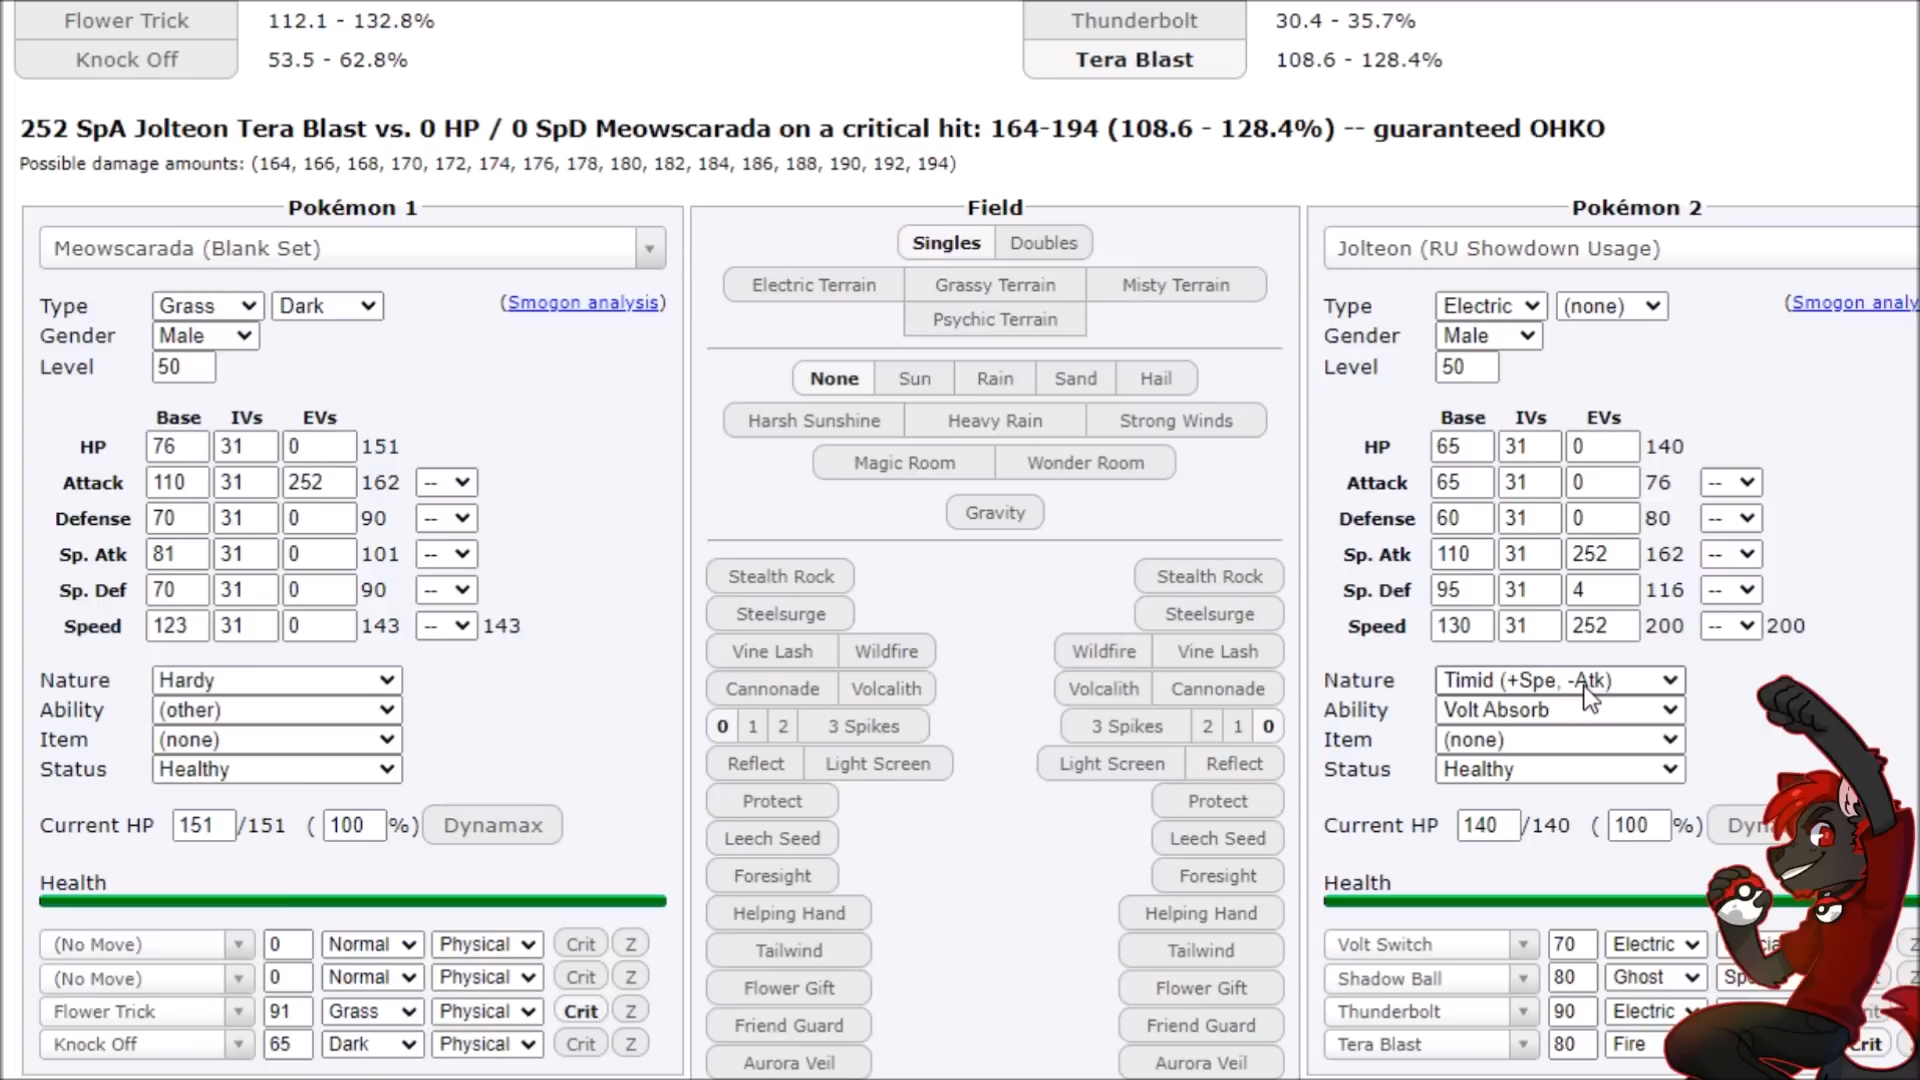 Flower Trick 112.1 - 132.8% Thunderbolt 30.4 - 35.7%
Knock Off 53.5 - 62.8% Tera Blast 108.6 - 128.4%
252 SpA Jolteon Tera Blast vs. 0 HP / 0 SpD Meowscarada on a critical hit: 164-194 (108.6 - 128.4%) -- guaranteed OHKO
Possible damage amounts: (164, 166, 168, 170, 172, 174, 176, 178, 180, 182, 184, 186, 188, 190, 192, 194)
Pokémon 1
Meowscarada (Blank Set)
Type Grass Dark (Smogon analysis)
Gender Male
Level 50
Base IVs EVs
HP 76 31 0 151
Attack 110 31 252 162 --
Defense 70 31 0 90 --
Sp. Atk 81 31 0 101 --
Sp. Def 70 31 0 90 --
Speed 123 31 0 143 -- 143
Nature Hardy
Ability (other)
Item (none)
Status Healthy
Current HP 151 /151 ( 100 %) Dynamax
Health
(No Move) 0 Normal Physical Crit Z
(No Move) 0 Normal Physical Crit Z
Flower Trick 91 Grass Physical Crit Z
Knock Off 65 Dark Physical Crit Z
Field
Singles Doubles
Electric Terrain Grassy Terrain Misty Terrain
Psychic Terrain
None Sun Rain Sand Hail
Harsh Sunshine Heavy Rain Strong Winds
Magic Room Wonder Room
Gravity
Stealth Rock Stealth Rock
Steelsurge Steelsurge
Vine Lash Wildfire Wildfire Vine Lash
Cannonade Volcalith Volcalith Cannonade
0 1 2 3 Spikes 3 Spikes 2 1 0
Reflect Light Screen Light Screen Reflect
Protect Protect
Leech Seed Leech Seed
Foresight Foresight
Helping Hand Helping Hand
Tailwind Tailwind
Flower Gift Flower Gift
Friend Guard Friend Guard
Aurora Veil Aurora Veil
Pokémon 2
Jolteon (RU Showdown Usage)
Type Electric (none) (Smogon analy
Gender Male
Level 50
Base IVs EVs
HP 65 31 0 140
Attack 65 31 0 76 --
Defense 60 31 0 80 --
Sp. Atk 110 31 252 162 --
Sp. Def 95 31 4 116 --
Speed 130 31 252 200 -- 200
Nature Timid (+Spe, -Atk)
Ability Volt Absorb
Item (none)
Status Healthy
Current HP 140 /140 ( 100 %)
Health
Volt Switch 70 Electric Z
Shadow Ball 80 Ghost
Thunderbolt 90 Electric
Tera Blast 80 Fire Crit